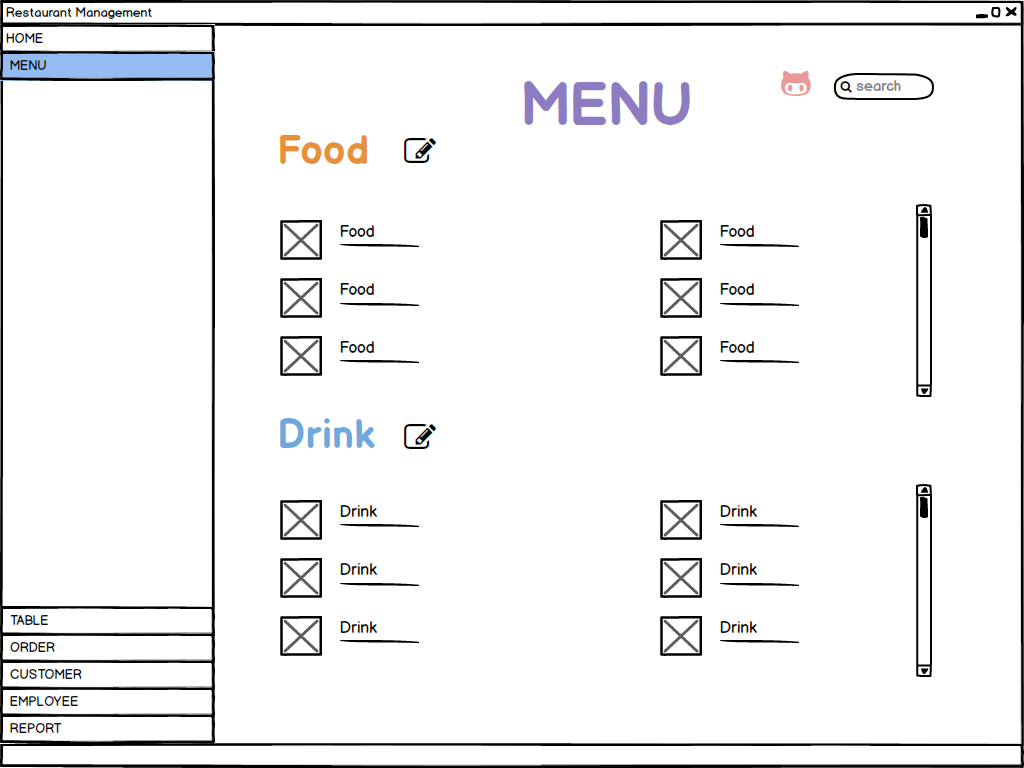 Restaurant Management
HOME
MENU
MENU
search
Food
Food Food
Food Food
Food Food
Drink
Drink Drink
Drink Drink
Drink Drink
TABLE
ORDER
CUSTOMER
EMPLOYEE
REPORT